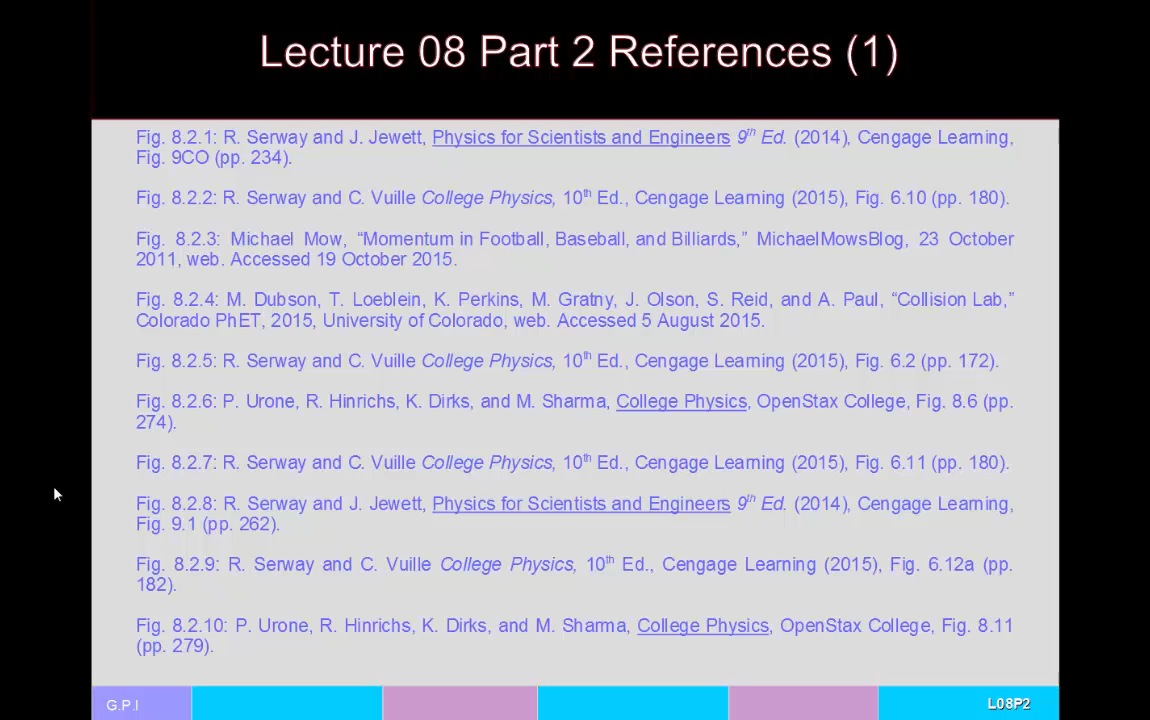 Lecture 08 Part 2 References (1)
Fig. 8.2.1: R. Serway and J. Jewett, Physics for Scientists and Engineers 9th Ed. (2014), Cengage Learning,
Fig. 9CO (pp. 234).
Fig. 8.2.2: R. Serway and C. Vuille College Physics, 10th Ed., Cengage Learning (2015), Fig. 6.10 (pp. 180).
Fig. 8.2.3: Michael Mow, “Momentum in Football, Baseball, and Billiards,” MichaelMowsBlog, 23 October
2011, web. Accessed 19 October 2015.
Fig. 8.2.4: M. Dubson, T. Loeblein, K. Perkins, M. Gratny, J. Olson, S. Reid, and A. Paul, “Collision Lab,”
Colorado PhET, 2015, University of Colorado, web. Accessed 5 August 2015.
Fig. 8.2.5: R. Serway and C. Vuille College Physics, 10th Ed., Cengage Learning (2015), Fig. 6.2 (pp. 172).
Fig. 8.2.6: P. Urone, R. Hinrichs, K. Dirks, and M. Sharma, College Physics, OpenStax College, Fig. 8.6 (pp.
274).
Fig. 8.2.7: R. Serway and C. Vuille College Physics, 10th Ed., Cengage Learning (2015), Fig. 6.11 (pp. 180).
Fig. 8.2.8: R. Serway and J. Jewett, Physics for Scientists and Engineers 9th Ed. (2014), Cengage Learning,
Fig. 9.1 (pp. 262).
Fig. 8.2.9: R. Serway and C. Vuille College Physics, 10th Ed., Cengage Learning (2015), Fig. 6.12a (pp.
182).
Fig. 8.2.10: P. Urone, R. Hinrichs, K. Dirks, and M. Sharma, College Physics, OpenStax College, Fig. 8.11
(pp. 279).
G.P.I
L08P2